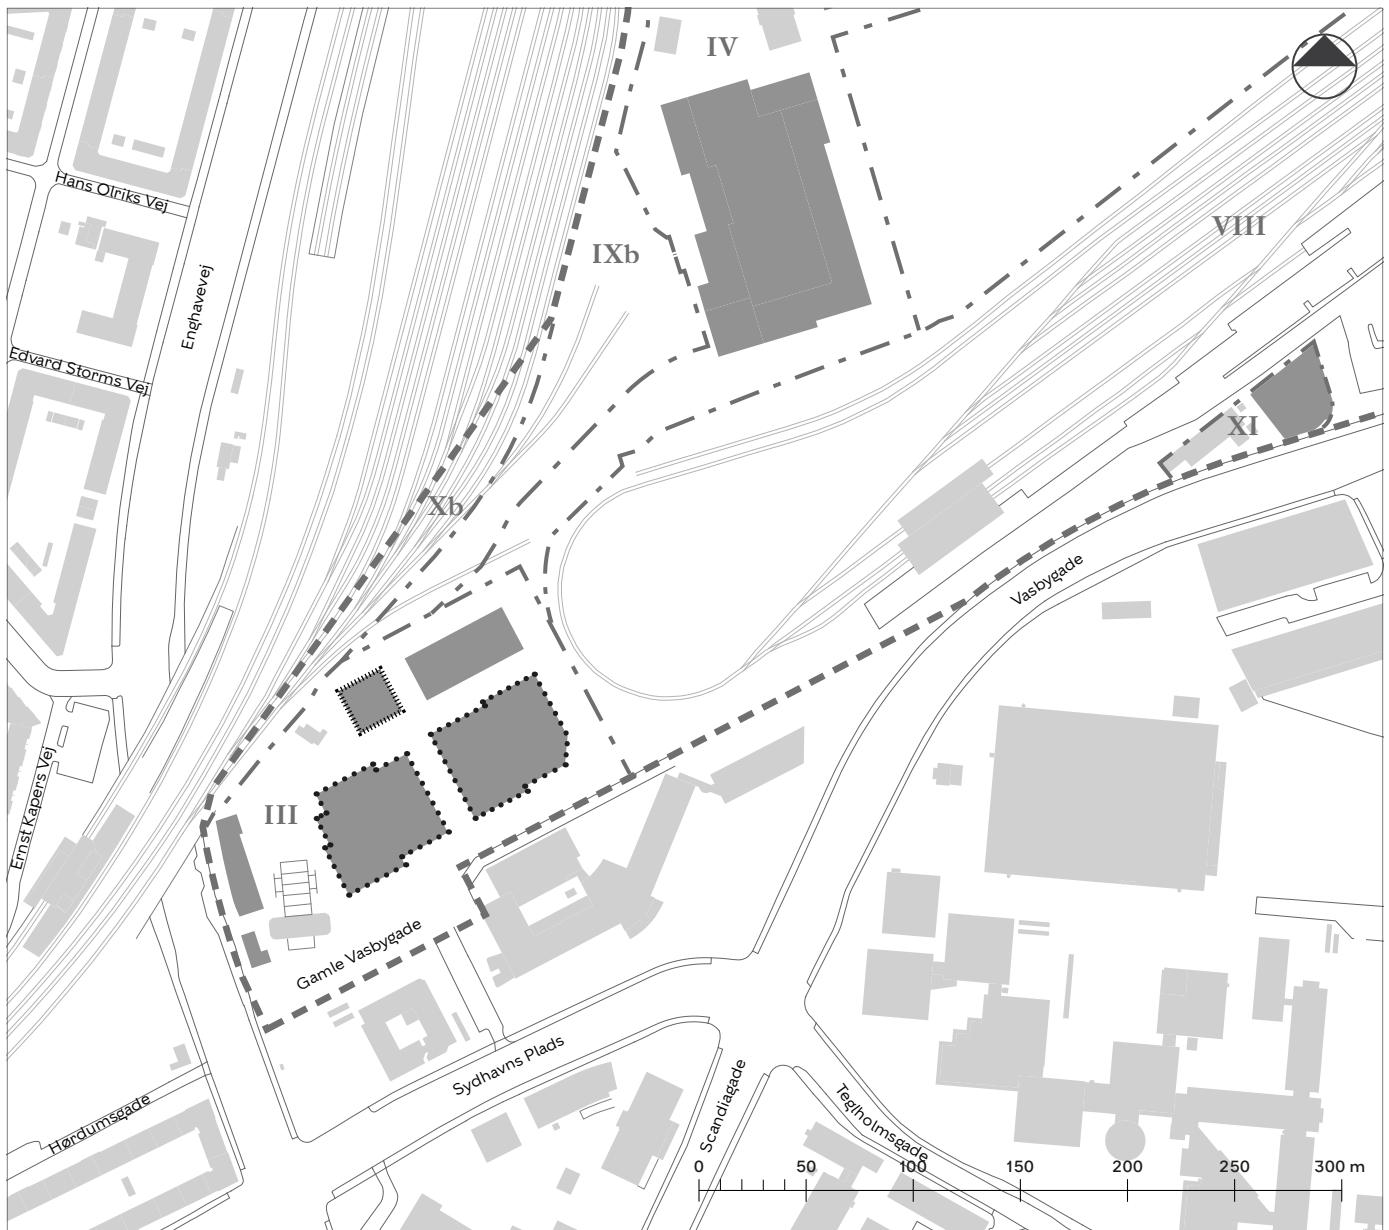 IV
Hans Olriks Vej
VIII
IXb
Enghavevej
Edvard Storms Vej
XI
Xb
Vasbygade
Ernst Kapers Vej
III
Gamle Vasbygade
Sydhavns Plads
Scandiagade
Teglholmsgade
Hørdumsgade
0 50 100 150 200 250 300 m